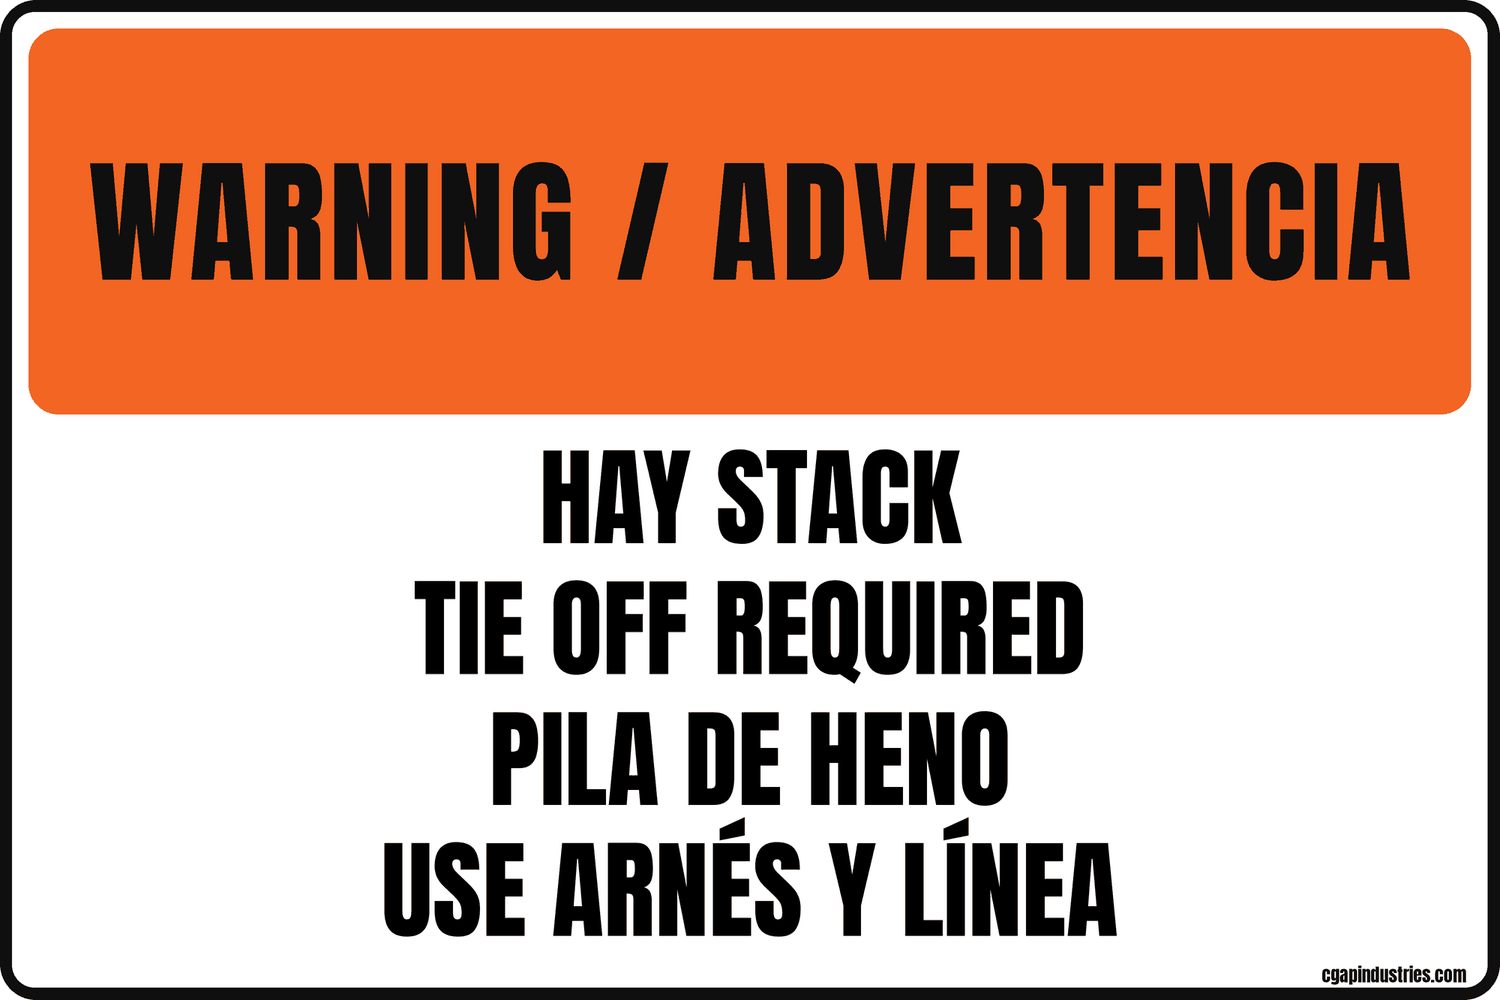 WARNING / ADVERTENCIA
HAY STACK
TIE OFF REQUIRED
PILA DE HENO
USE ARNÉS Y LÍNEA
cgapindustries.com